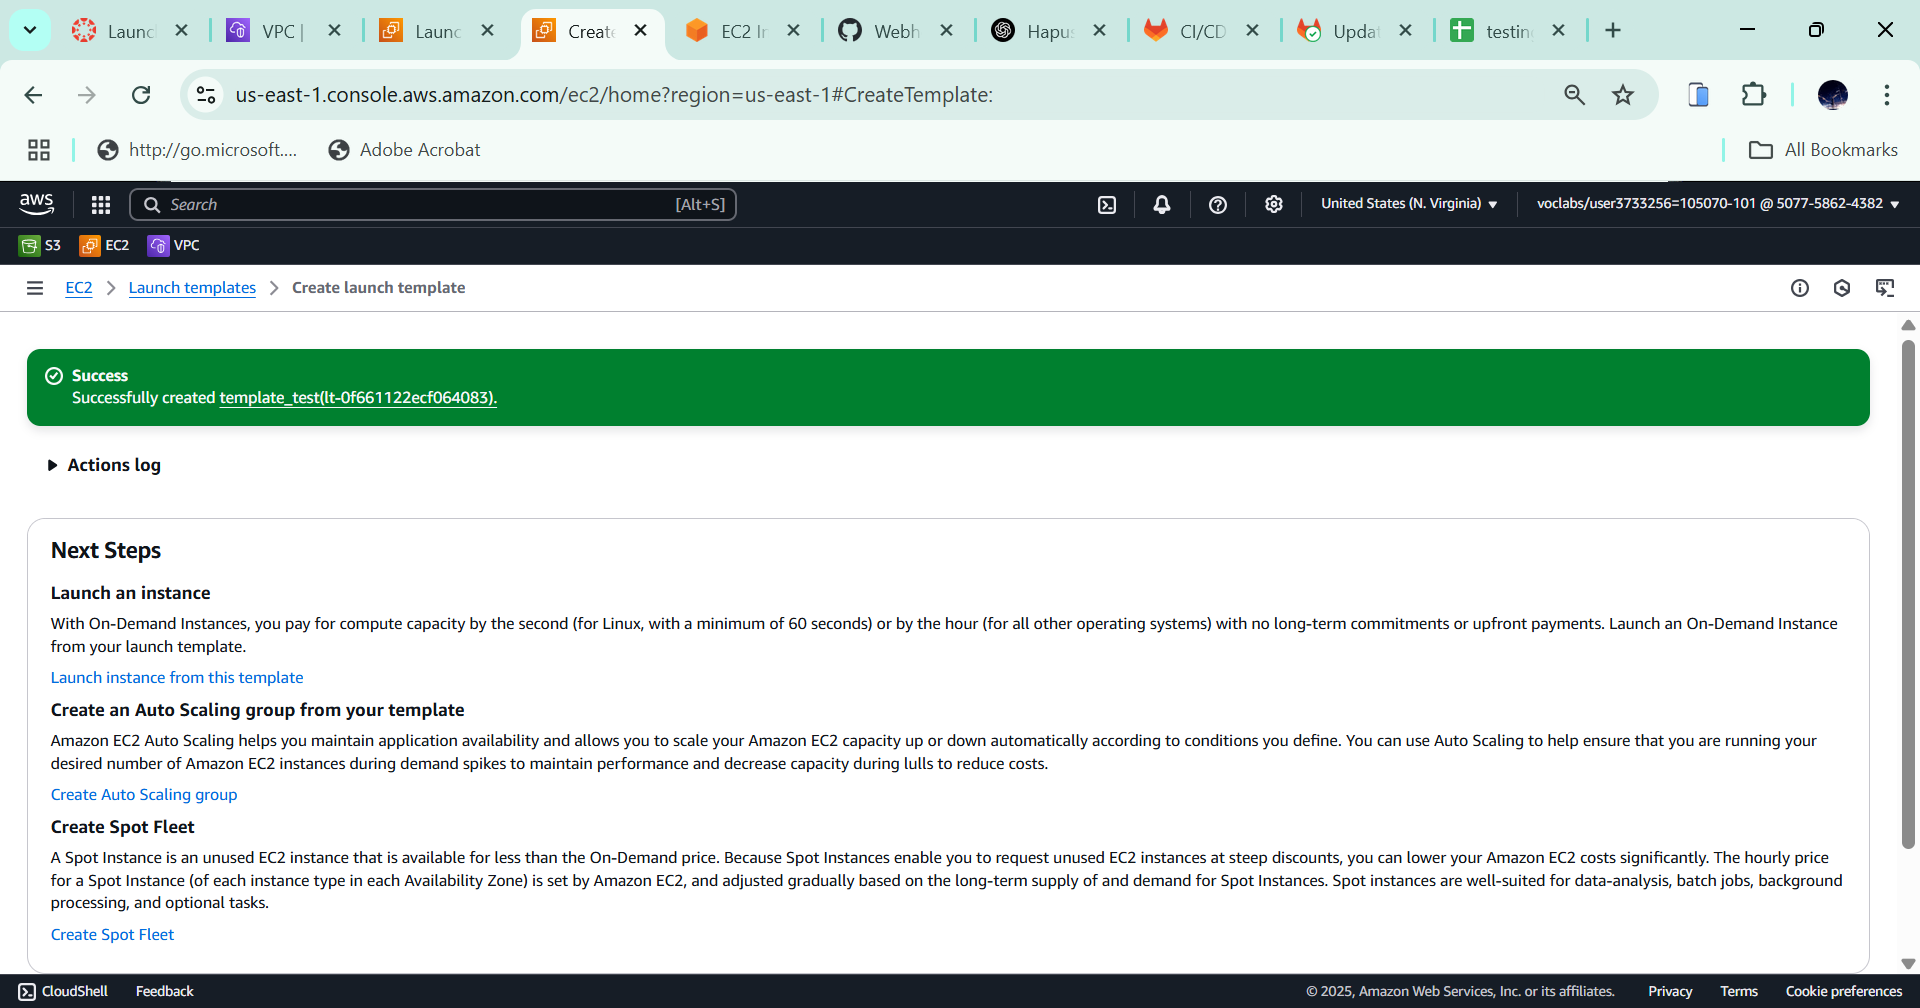 Launc
VPC |
Launc
Create
EC2 In
Webh
Hapus
CI/CD
Updat
testing
us-east-1.console.aws.amazon.com/ec2/home?region=us-east-1#CreateTemplate:
http://go.microsoft....
Adobe Acrobat
All Bookmarks
aws
Search
[Alt+S]
United States (N. Virginia)
voclabs/user3733256=105070-101 @ 5077-5862-4382
S3
EC2
VPC
EC2 > Launch templates > Create launch template
Success
Successfully created template_test(lt-0f661122ecf064083).
Actions log
Next Steps
Launch an instance
With On-Demand Instances, you pay for compute capacity by the second (for Linux, with a minimum of 60 seconds) or by the hour (for all other operating systems) with no long-term commitments or upfront payments. Launch an On-Demand Instance
from your launch template.
Launch instance from this template
Create an Auto Scaling group from your template
Amazon EC2 Auto Scaling helps you maintain application availability and allows you to scale your Amazon EC2 capacity up or down automatically according to conditions you define. You can use Auto Scaling to help ensure that you are running your
desired number of Amazon EC2 instances during demand spikes to maintain performance and decrease capacity during lulls to reduce costs.
Create Auto Scaling group
Create Spot Fleet
A Spot Instance is an unused EC2 instance that is available for less than the On-Demand price. Because Spot Instances enable you to request unused EC2 instances at steep discounts, you can lower your Amazon EC2 costs significantly. The hourly price
for a Spot Instance (of each instance type in each Availability Zone) is set by Amazon EC2, and adjusted gradually based on the long-term supply of and demand for Spot Instances. Spot instances are well-suited for data-analysis, batch jobs, background
processing, and optional tasks.
Create Spot Fleet
CloudShell
Feedback
© 2025, Amazon Web Services, Inc. or its affiliates.
Privacy
Terms
Cookie preferences